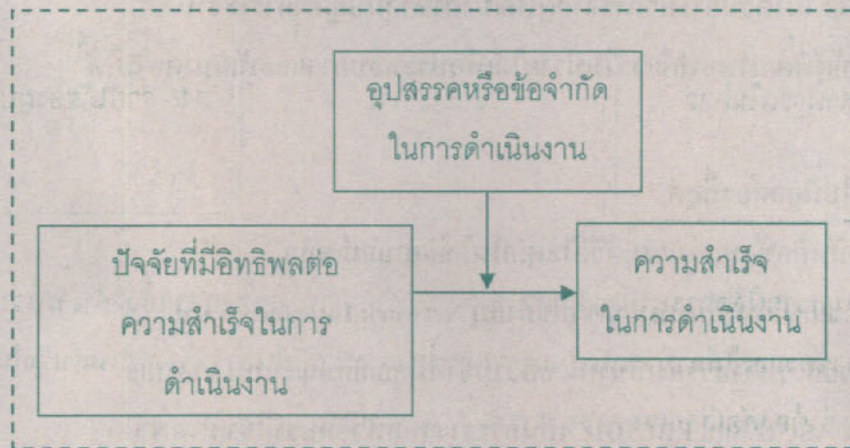 อุปสรรคหรือข้อจำกัด
ในการดำเนินงาน
ปัจจัยที่มีอิทธิพลต่อ
ความสำเร็จในการ
ดำเนินงาน
ความสำเร็จ
ในการดำเนินงาน